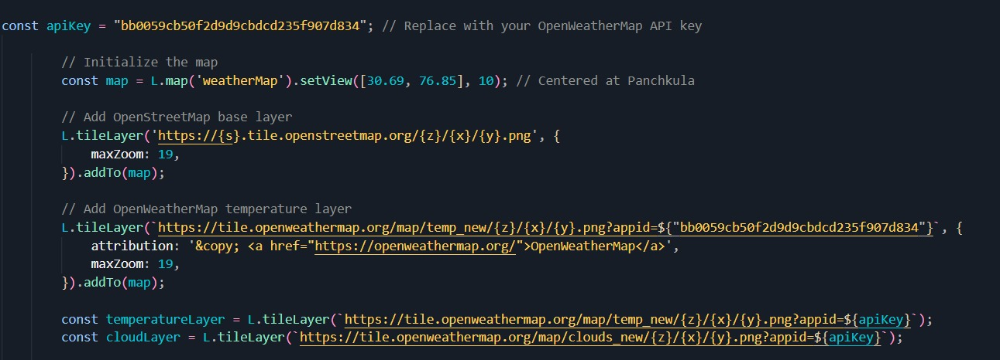 const apiKey = "bb0059cb50f2d9d9cbdcd235f907d834"; // Replace with your OpenWeatherMap API key
// Initialize the map
const map = L.map('weatherMap').setView([30.69, 76.85], 10); // Centered at Panchkula
// Add OpenStreetMap base layer
L.tileLayer('https://{s}.tile.openstreetmap.org/{z}/{x}/{y}.png', {
maxZoom: 19,
}).addTo(map);
// Add OpenWeatherMap temperature layer
L.tileLayer(`https://tile.openweathermap.org/map/temp_new/{z}/{x}/{y}.png?appid=${"bb0059cb50f2d9d9cbdcd235f907d834"}`, {
attribution: '&copy; <a href="https://openweathermap.org/">OpenWeatherMap</a>',
maxZoom: 19,
}).addTo(map);
const temperatureLayer = L.tileLayer(`https://tile.openweathermap.org/map/temp_new/{z}/{x}/{y}.png?appid=${apiKey}`);
const cloudLayer = L.tileLayer(`https://tile.openweathermap.org/map/clouds_new/{z}/{x}/{y}.png?appid=${apiKey}`);